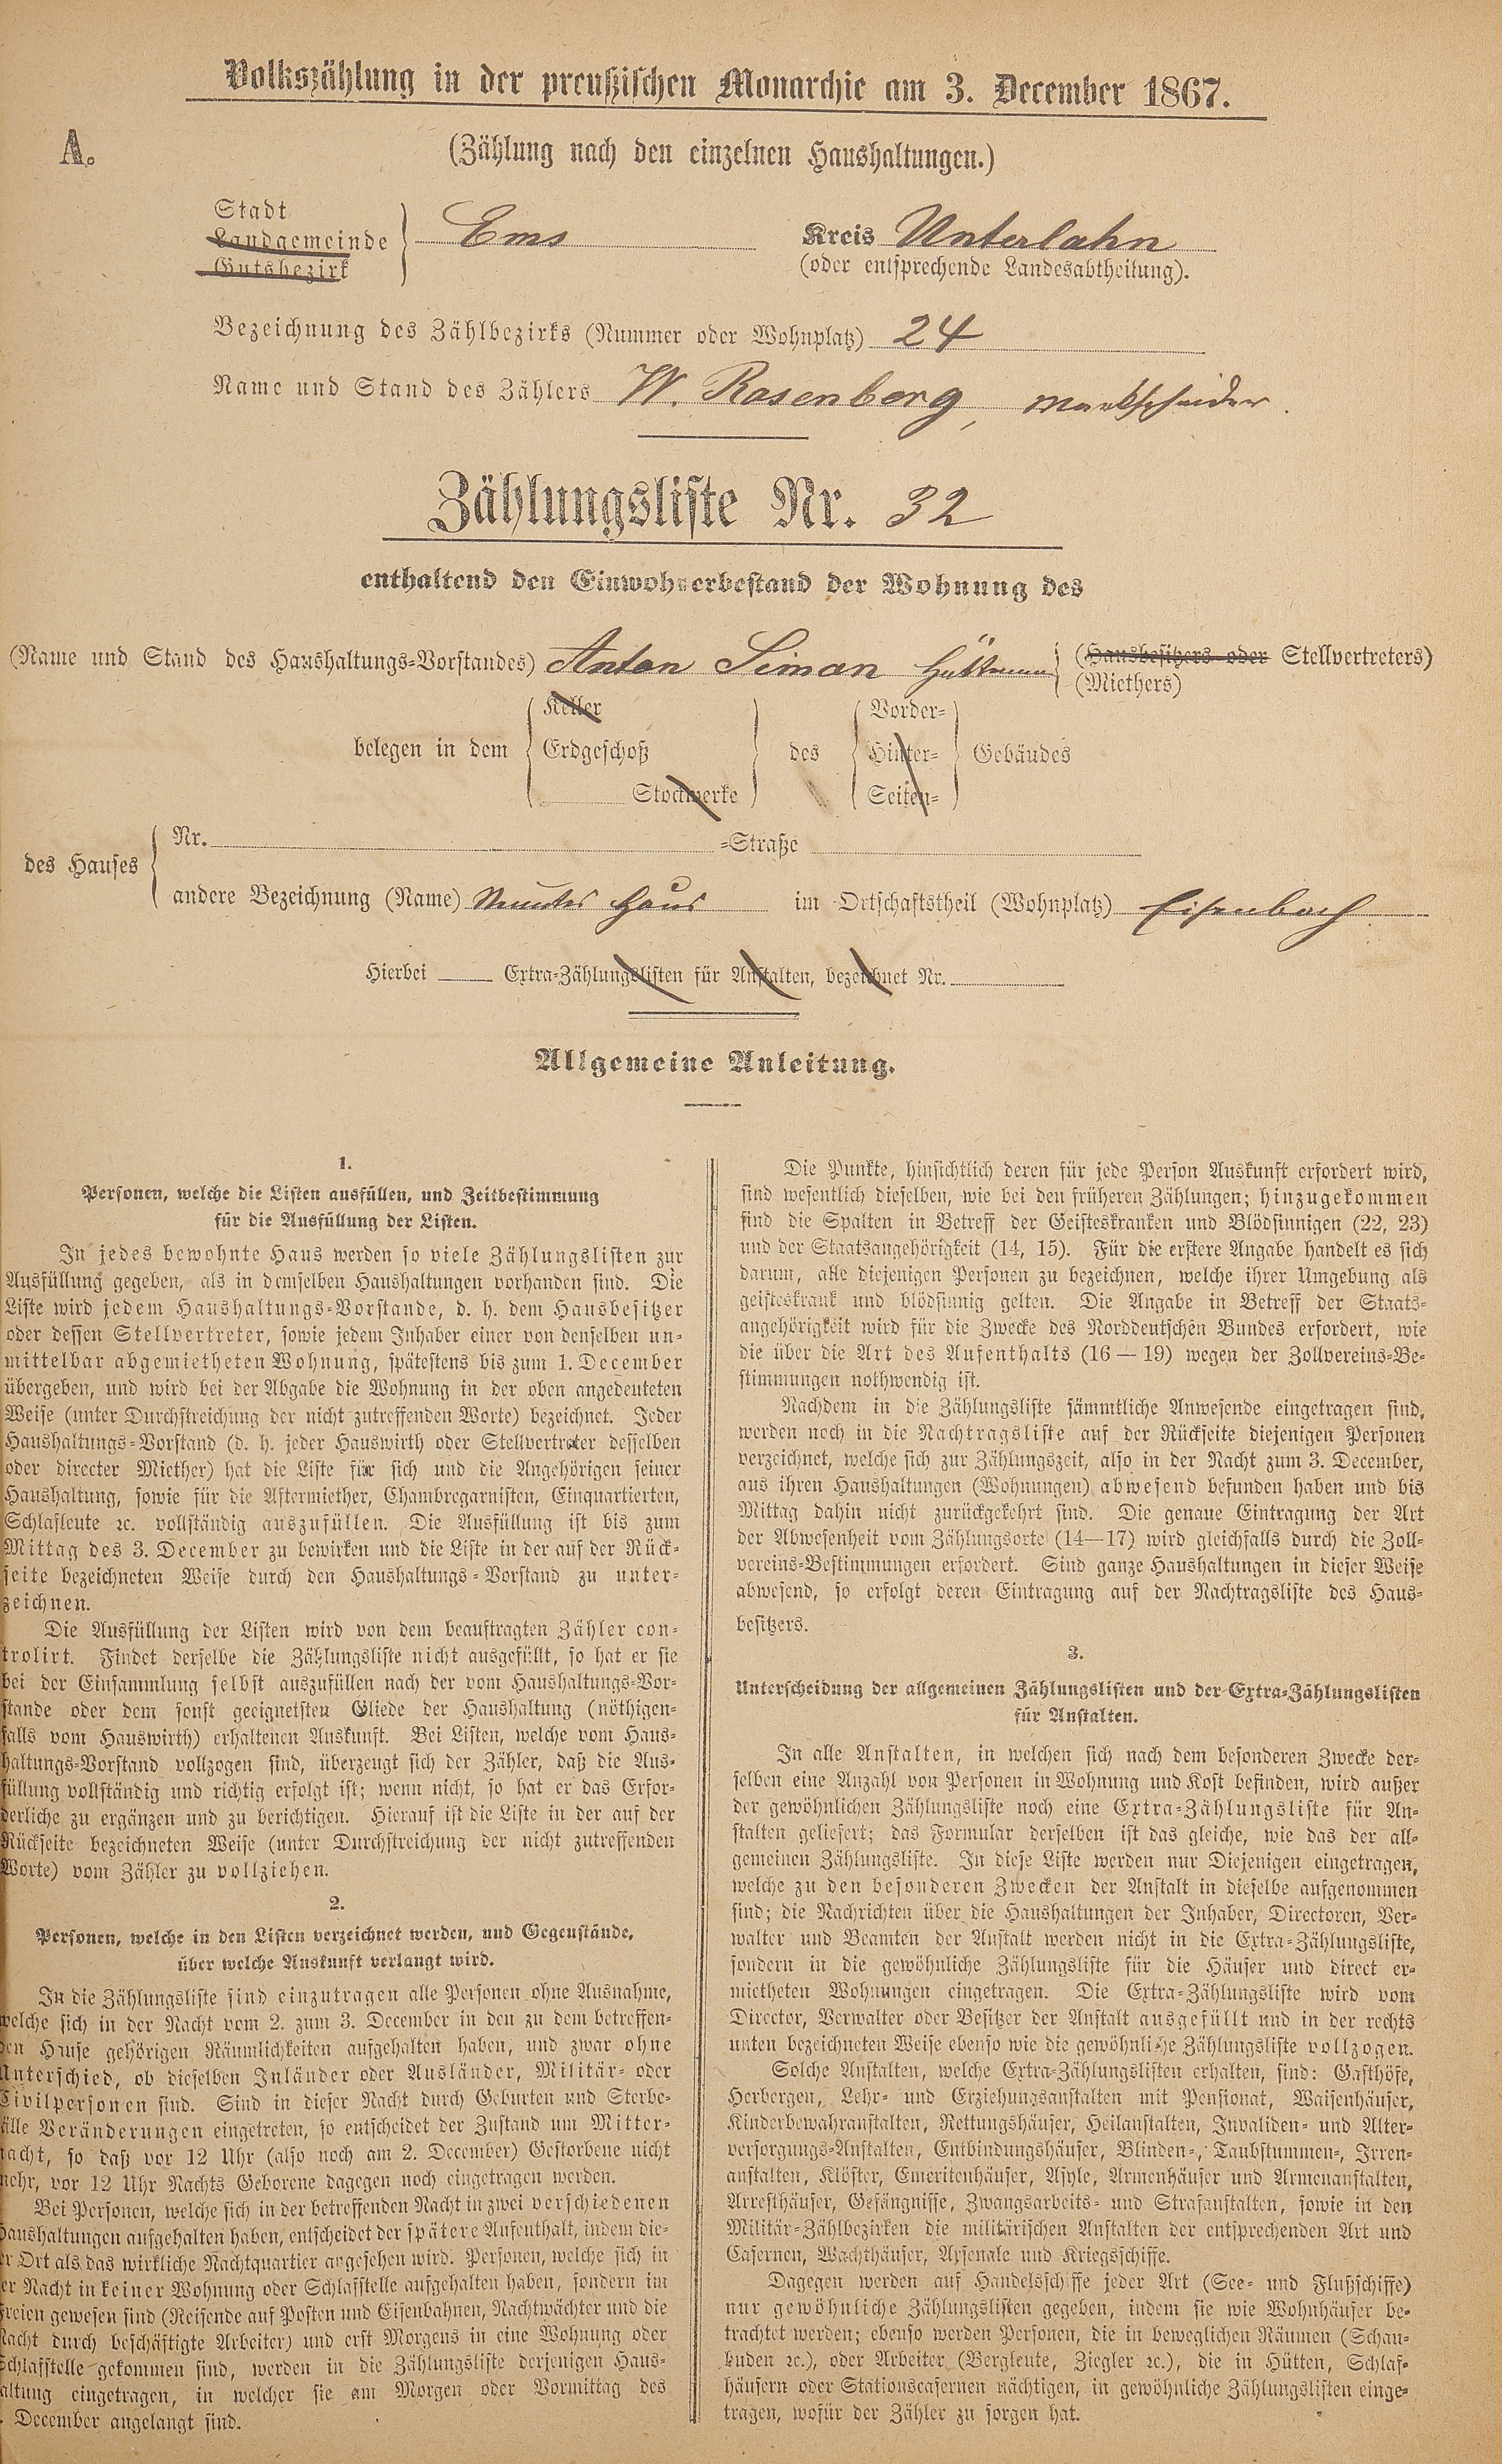 Volkszählung in der preußischen Monarchie am 3. December 1867.
A.
(Zählung nach den einzelnen Haushaltungen.)
Stadt
Landgemeinde
Gutsbezirk
Ems
Kreis Unterlahn
(oder entsprechende Landesabtheilung).
Bezeichnung des Zählbezirks (Nummer oder Wohnplatz) 24
Name und Stand des Zählers W. Rosenberg, Markscheider.
Zählungsliste Nr. 32
enthaltend den Einwohnerbestand der Wohnung des
(Name und Stand des Haushaltungs-Vorstandes) Anton Simon (Hausbesitzers oder Stellvertreters)
(Miethers)
Keller
Vorder-
belegen in dem Erdgeschoß des Hinter- Gebäudes
Stockwerke
Seiten-
Nr. -Straße
des Hauses
andere Bezeichnung (Name) Haus im Ortschaftstheil (Wohnplatz) Eisenbach
Hierbei Extra-Zählungslisten für Anstalten, bezeichnet Nr.
Allgemeine Anleitung.
1.
Personen, welche die Listen ausfüllen, und Zeitbestimmung
für die Ausfüllung der Listen.
In jedes bewohnte Haus werden so viele Zählungslisten zur
Ausfüllung gegeben, als in demselben Haushaltungen vorhanden sind. Die
Liste wird jedem Haushaltungs-Vorstande, d. h. dem Hausbesitzer
oder dessen Stellvertreter, sowie jedem Inhaber einer von denselben un-
mittelbar abgemietheten Wohnung, spätestens bis zum 1. December
übergeben, und wird bei der Abgabe die Wohnung in der oben angedeuteten
Weise (unter Durchstreichung der nicht zutreffenden Worte) bezeichnet. Jeder
Haushaltungs-Vorstand (d. h. jeder Hauswirth oder Stellvertreter desselben
oder directer Miether) hat die Liste für sich und die Angehörigen seiner
Haushaltung, sowie für die Aftermiether, Chambregarnisten, Einquartierten,
Schlafleute ꝛc. vollständig auszufüllen. Die Ausfüllung ist bis zum
Mittag des 3. December zu bewirken und die Liste in der auf der Rück-
seite bezeichneten Weise durch den Haushaltungs-Vorstand zu unter-
zeichnen.
Die Ausfüllung der Listen wird von dem beauftragten Zähler con-
trolirt. Findet derselbe die Zählungsliste nicht ausgefüllt, so hat er sie
bei der Einsammlung selbst auszufüllen nach der vom Haushaltungs-Vor-
stande oder dem sonst geeignetsten Gliede der Haushaltung (nöthigen-
falls vom Hauswirth) erhaltenen Auskunft. Bei Listen, welche vom Haus-
haltungs-Vorstand vollzogen sind, überzeugt sich der Zähler, daß die Aus-
füllung vollständig und richtig erfolgt ist; wenn nicht, so hat er das Erfor-
derliche zu ergänzen und zu berichtigen. Hierauf ist die Liste in der auf der
Rückseite bezeichneten Weise (unter Durchstreichung der nicht zutreffenden
Worte) vom Zähler zu vollziehen.
2.
Personen, welche in den Listen verzeichnet werden, und Gegenstände,
über welche Auskunft verlangt wird.
In die Zählungsliste sind einzutragen alle Personen ohne Ausnahme,
welche sich in der Nacht vom 2. zum 3. December in den zu dem betreffen-
den Hause gehörigen Räumlichkeiten aufgehalten haben, und zwar ohne
Unterschied, ob dieselben Inländer oder Ausländer, Militär- oder
Civilpersonen sind. Sind in dieser Nacht durch Geburten und Sterbe-
älle Veränderungen eingetreten, so entscheidet der Zustand um Mitter-
nacht, so daß vor 12 Uhr (also noch am 2. December) Gestorbene nicht
mehr, vor 12 Uhr Nachts Geborene dagegen noch eingetragen werden.
Bei Personen, welche sich in der betreffenden Nacht in zwei verschiedenen
Haushaltungen aufgehalten haben, entscheidet der spätere Aufenthalt, indem die-
er Ort als das wirkliche Nachtquartier angesehen wird. Personen, welche sich in
er Nacht in keiner Wohnung oder Schlafstelle aufgehalten haben, sondern im
Freien gewesen sind (Reisende auf Posten und Eisenbahnen, Nachtwächter und die
Nacht durch beschäftigte Arbeiter) und erst Morgens in eine Wohnung oder
Schlafstelle gekommen sind, werden in die Zählungsliste derjenigen Haus-
altung eingetragen, in welcher sie am Morgen oder Vormittag des
. December angelangt sind.
Die Punkte, hinsichtlich deren für jede Person Auskunft erfordert wird,
sind wesentlich dieselben, wie bei den früheren Zählungen; hinzugekommen
sind die Spalten in Betreff der Geisteskranken und Blödsinnigen (22, 23)
und der Staatsangehörigkeit (14, 15). Für die erstere Angabe handelt es sich
darum, alle diejenigen Personen zu bezeichnen, welche ihrer Umgebung als
geisteskrank und blödsinnig gelten. Die Angabe in Betreff der Staats-
angehörigkeit wird für die Zwecke des Norddeutschen Bundes erfordert, wie
die über die Art des Aufenthalts (16 — 19) wegen der Zollvereins-Be-
stimmungen nothwendig ist.
Nachdem in die Zählungsliste sämmtliche Anwesende eingetragen sind,
werden noch in die Nachtragsliste auf der Rückseite diejenigen Personen
verzeichnet, welche sich zur Zählungszeit, also in der Nacht zum 3. December,
aus ihren Haushaltungen (Wohnungen) abwesend befunden haben und bis
Mittag dahin nicht zurückgekehrt sind. Die genaue Eintragung der Art
der Abwesenheit vom Zählungsorte (14—17) wird gleichfalls durch die Zoll-
vereins-Bestimmungen erfordert. Sind ganze Haushaltungen in dieser Weise
abwesend, so erfolgt deren Eintragung auf der Nachtragsliste des Haus-
besitzers.
3.
Unterscheidung der allgemeinen Zählungslisten und der Extra-Zählungslisten
für Anstalten.
In alle Anstalten, in welchen sich nach dem besonderen Zwecke der-
selben eine Anzahl von Personen in Wohnung und Kost befinden, wird außer
der gewöhnlichen Zählungsliste noch eine Extra-Zählungsliste für An-
stalten geliefert; das Formular derselben ist das gleiche, wie das der all-
gemeinen Zählungsliste. In diese Liste werden nur Diejenigen eingetragen,
welche zu den besonderen Zwecken der Anstalt in dieselbe aufgenommen
sind; die Nachrichten über die Haushaltungen der Inhaber, Directoren, Ver-
walter und Beamten der Anstalt werden nicht in die Extra-Zählungsliste,
sondern in die gewöhnliche Zählungsliste für die Häuser und direct er-
mietheten Wohnungen eingetragen. Die Extra-Zählungsliste wird vom
Director, Verwalter oder Besitzer der Anstalt ausgefüllt und in der rechts
unten bezeichneten Weise ebenso wie die gewöhnliche Zählungsliste vollzogen.
Solche Anstalten, welche Extra-Zählungslisten erhalten, sind: Gasthöfe,
Herbergen, Lehr- und Erziehungsanstalten mit Pensionat, Waisenhäuser,
Kinderbewahranstalten, Rettungshäuser, Heilanstalten, Invaliden- und Alter-
versorgungs-Anstalten, Entbindungshäuser, Blinden-, Taubstummen-, Irren-
anstalten, Klöster, Emeritenhäuser, Asyle, Armenhäuser und Armenanstalten,
Arresthäuser, Gefängnisse, Zwangsarbeits- und Strafanstalten, sowie in den
Militär-Zählbezirken die militärischen Anstalten der entsprechenden Art und
Casernen, Wachthäuser, Arsenale und Kriegsschiffe.
Dagegen werden auf Handelsschiffe jeder Art (See- und Flußschiffe)
nur gewöhnliche Zählungslisten gegeben, indem sie wie Wohnhäuser be-
trachtet werden; ebenso werden Personen, die in beweglichen Räumen (Schau-
buden ꝛc.), oder Arbeiter (Bergleute, Ziegler ꝛc.), die in Hütten, Schlaf-
häusern oder Stationscasernen nächtigen, in gewöhnliche Zählungslisten einge-
tragen, wofür der Zähler zu sorgen hat.